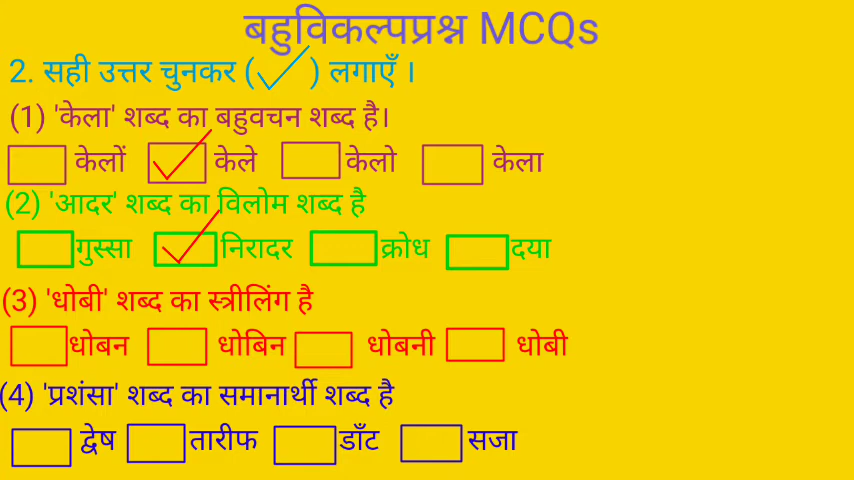 बहुविकल्पप्रश्न MCQs
2. सही उत्तर चुनकर (✓) लगाएँ ।
(1) 'केला' शब्द का बहुवचन शब्द है।
केलों केले केलो केला
(2) 'आदर' शब्द का विलोम शब्द है
गुस्सा निरादर क्रोध दया
(3) 'धोबी' शब्द का स्त्रीलिंग है
धोबन धोबिन धोबनी धोबी
(4) 'प्रशंसा' शब्द का समानार्थी शब्द है
द्वेष तारीफ डाँट सजा